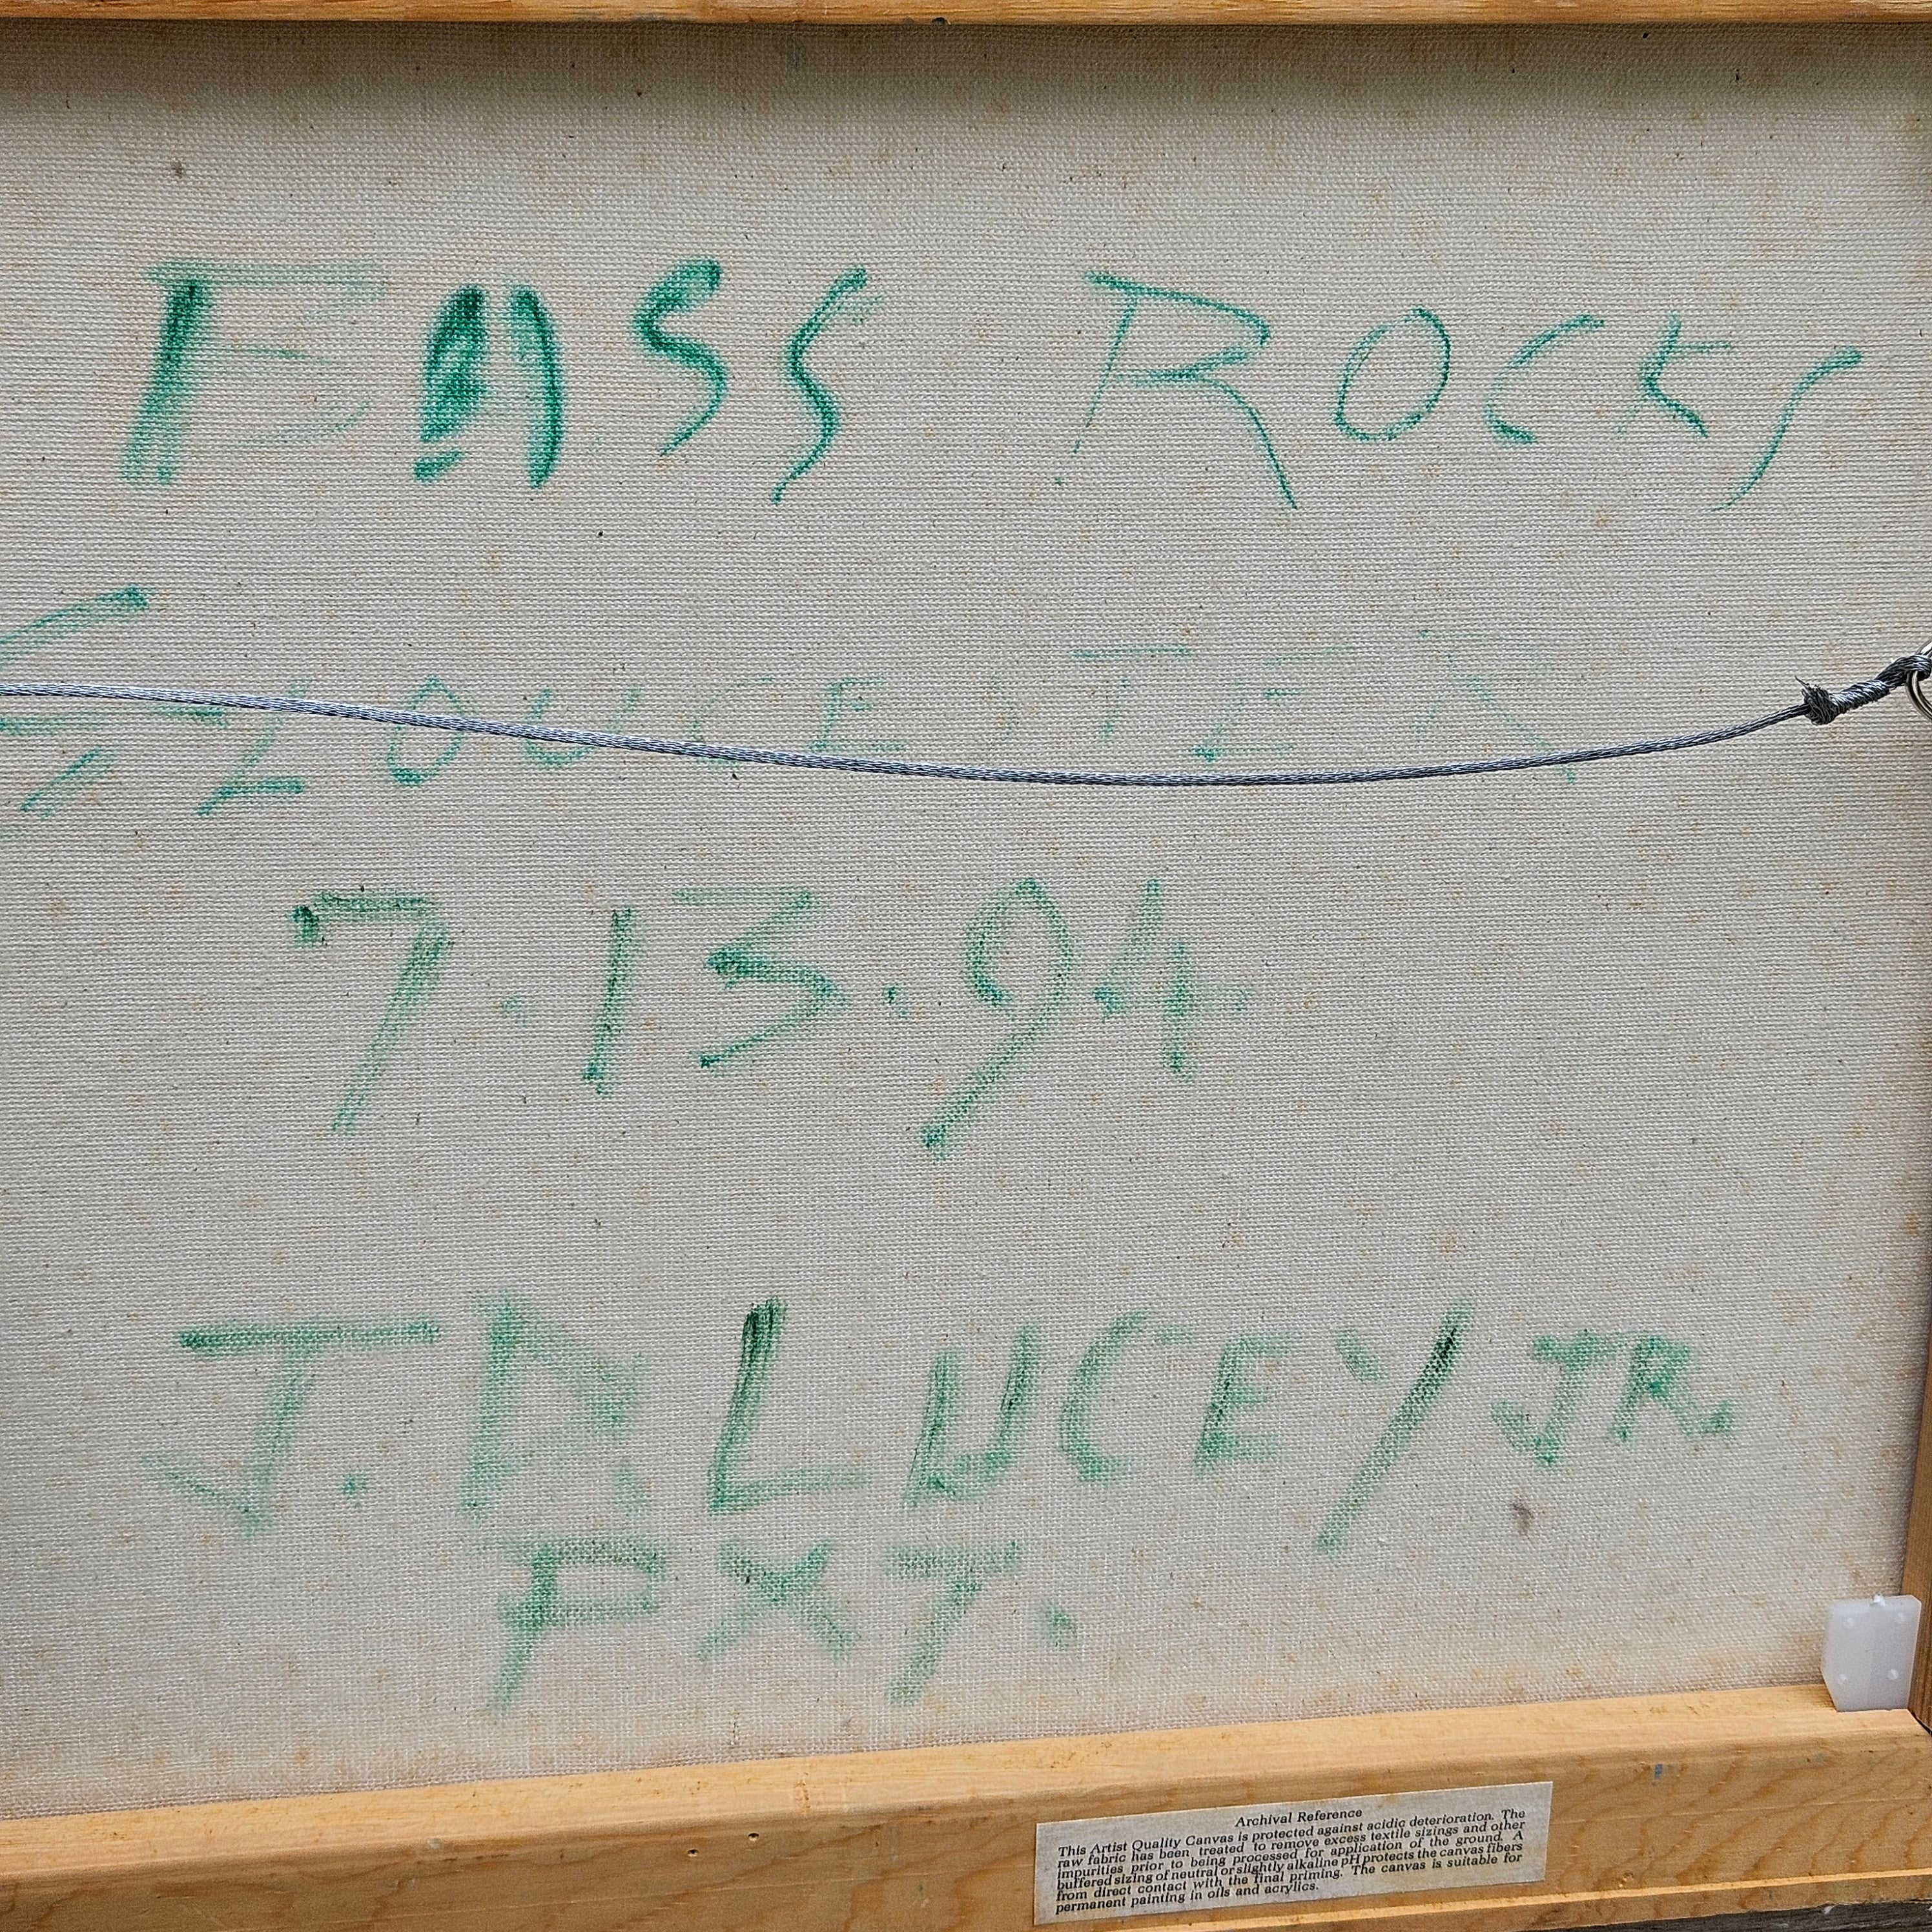 EASS ROCKS
GLOUCESTER
7.13.94
J. A LUCEY JR.
PXT.
Archival Reference
This Artist Quality Canvas is protected against acidic deterioration. The
raw fabric has been treated to remove excess textile sizings and other
impurities prior to being processed for application of the ground. A
buffered sizing of neutral or slightly alkaline pH protects the canvas fibers
from direct contact with the final priming. The canvas is suitable for
permanent painting in oils and acrylics.